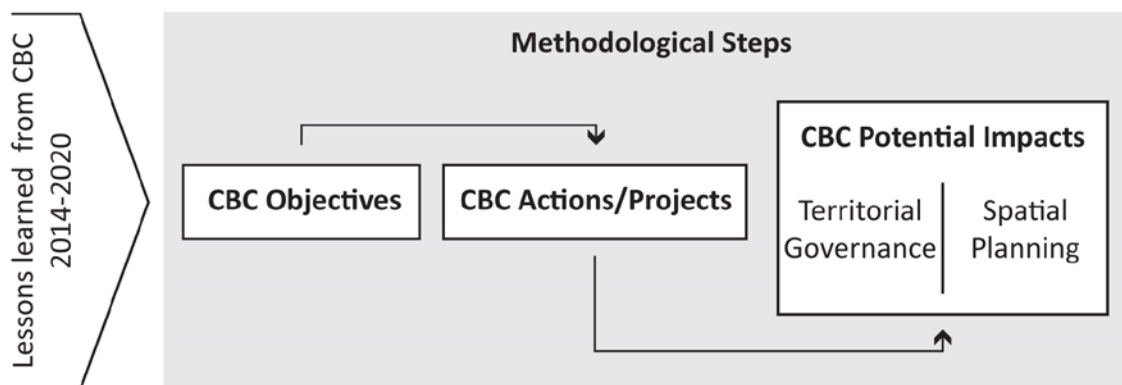 Lessons learned from CBC
2014-2020
Methodological Steps
CBC Objectives
CBC Actions/Projects
CBC Potential Impacts
Territorial
Governance
Spatial
Planning